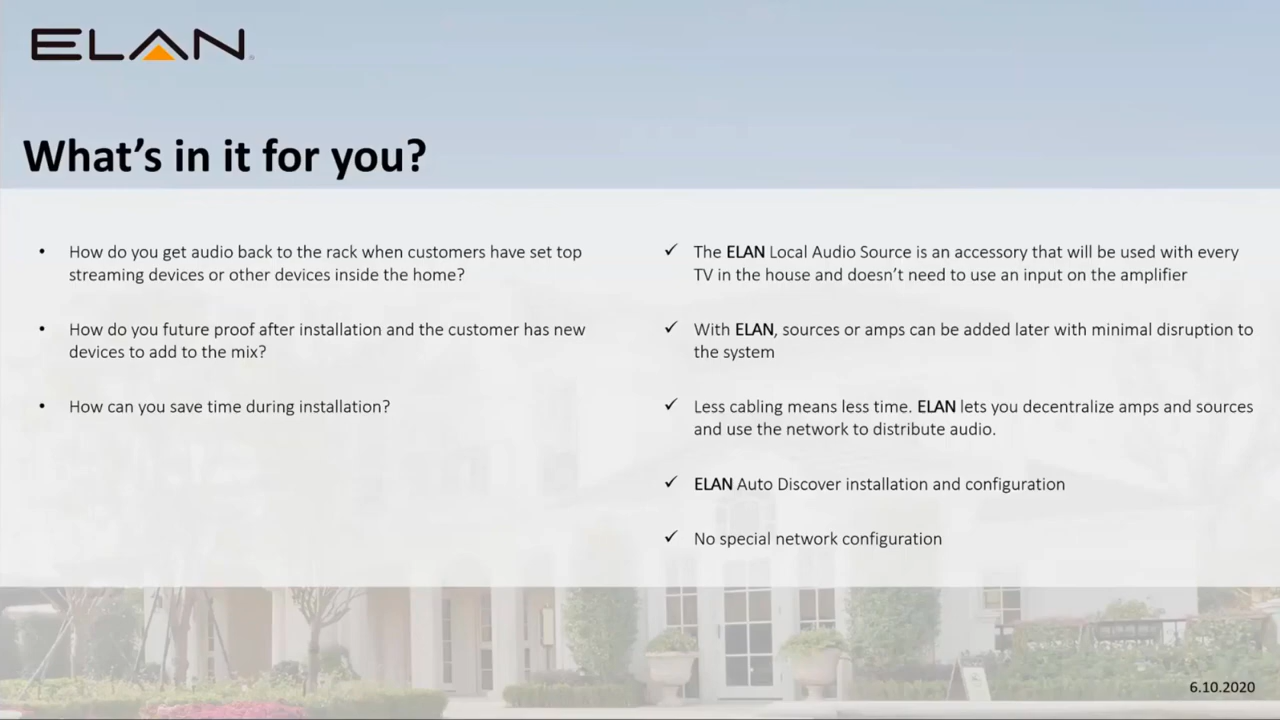 ELAN
What's in it for you?
• How do you get audio back to the rack when customers have set top
streaming devices or other devices inside the home?
• How do you future proof after installation and the customer has new
devices to add to the mix?
• How can you save time during installation?
✓ The ELAN Local Audio Source is an accessory that will be used with every
TV in the house and doesn't need to use an input on the amplifier
✓ With ELAN, sources or amps can be added later with minimal disruption to
the system
✓ Less cabling means less time. ELAN lets you decentralize amps and sources
and use the network to distribute audio.
✓ ELAN Auto Discover installation and configuration
✓ No special network configuration
6.10.2020